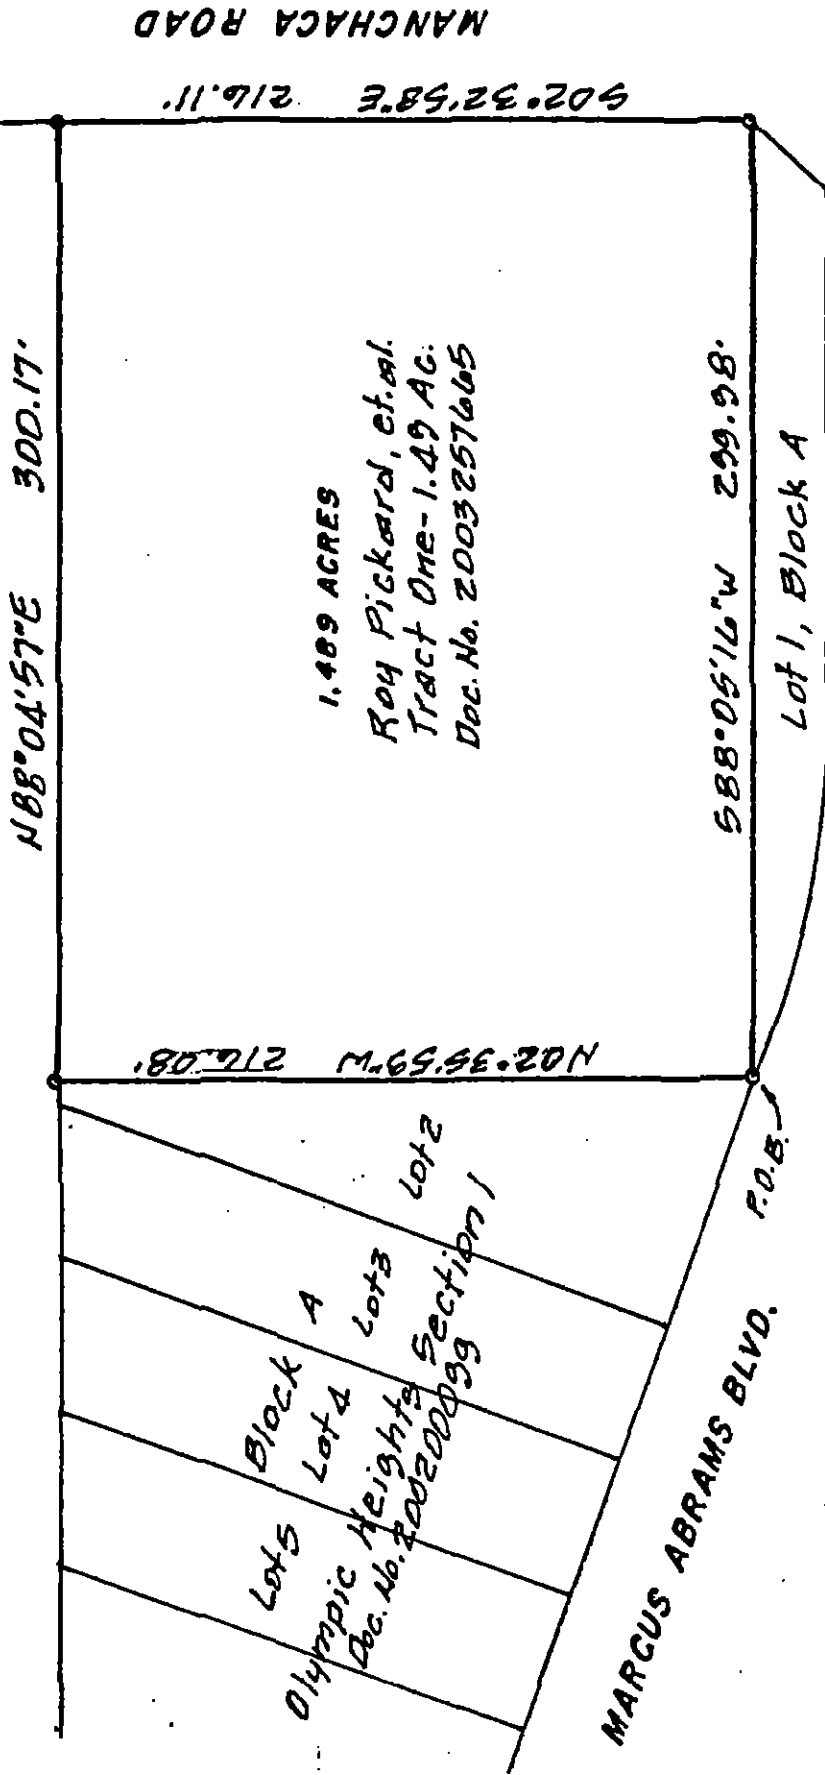 MANCHACA ROAD
S02°32'58"E 216.11'
N88°04'57"E 300.17'
1.489 ACRES
Roy Pickard, et.al.
Tract One-1.49 Ac.
Doc. No. 2003257665
S88°05'16"W 299.98'
Lot 1, Block A
N02°35'59"W 216.08'
P.O.B.
Lot 2
Lot 3
Block A
Lot 4
Lot 5
Olympic Heights Section 1
Doc. No. 200200099
MARCUS ABRAMS BLVD.